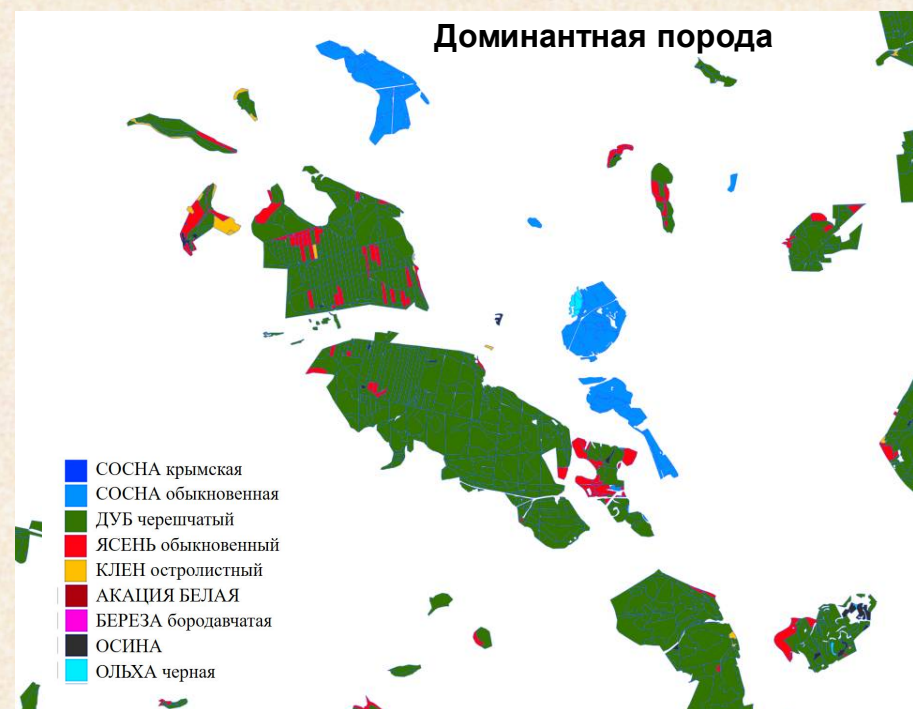 Доминантная порода
СОСНА крымская
СОСНА обыкновенная
ДУБ черешчатый
ЯСЕНЬ обыкновенный
КЛЕН остролистный
АКАЦИЯ БЕЛАЯ
БЕРЕЗА бородавчатая
ОСИНА
ОЛЬХА черная